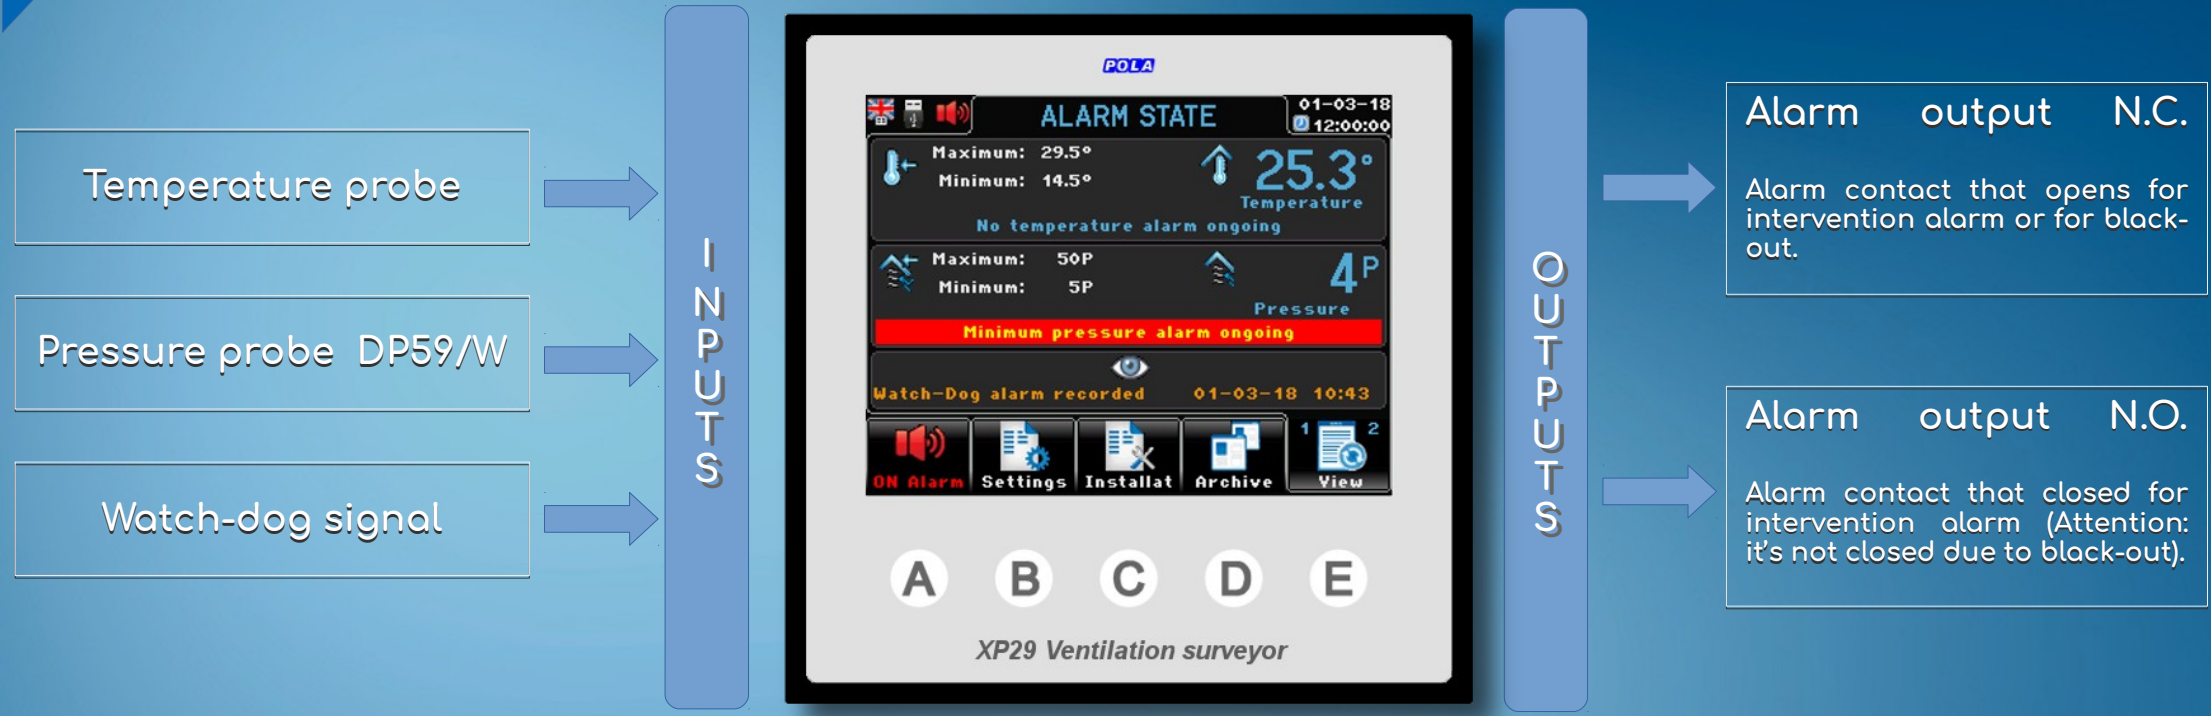 Temperature probe
Pressure probe DP59/W
Watch-dog signal
INPUTS
POLA
ALARM STATE
01-03-18
12:00:00
Maximum: 29.5°
Minimum: 14.5°
25.3°
Temperature
No temperature alarm ongoing
Maximum: 50P
Minimum: 5P
4P
Pressure
Minimum pressure alarm ongoing
Watch-Dog alarm recorded 01-03-18 10:43
1 2
ON Alarm Settings Installat Archive View
A B C D E
XP29 Ventilation surveyor
OUTPUTS
Alarm output N.C.
Alarm contact that opens for
intervention alarm or for black-
out.
Alarm output N.O.
Alarm contact that closed for
intervention alarm (Attention:
it's not closed due to black-out).